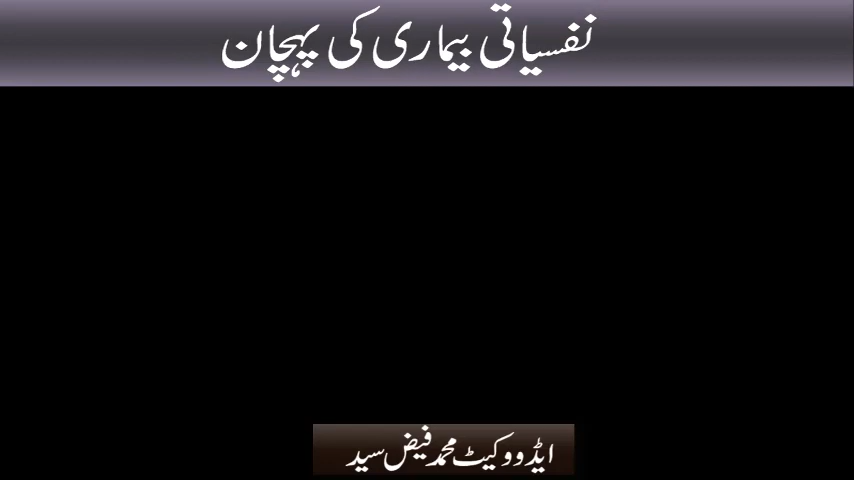 نفسیاتی بیماری کی پہچان
ایڈووکیٹ محمد فیض سید